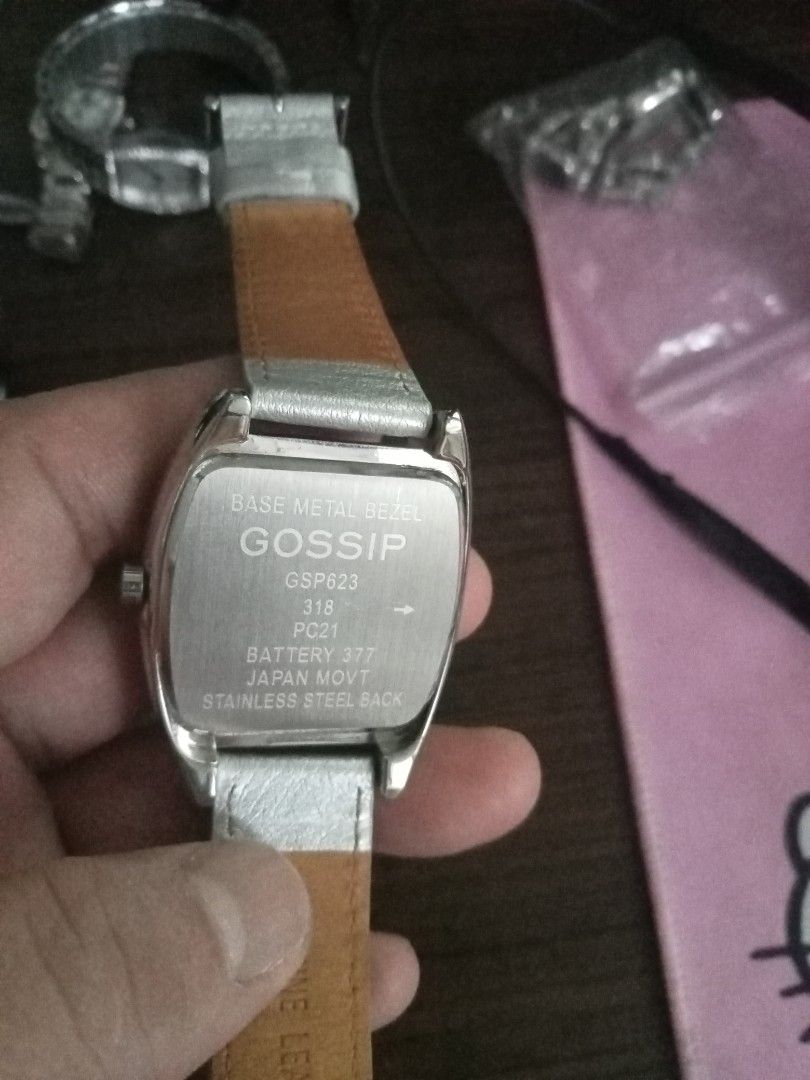 BASE METAL BEZEL
GOSSIP
GSP623
318 →
PC21
BATTERY 377
JAPAN MOVT
STAINLESS STEEL BACK